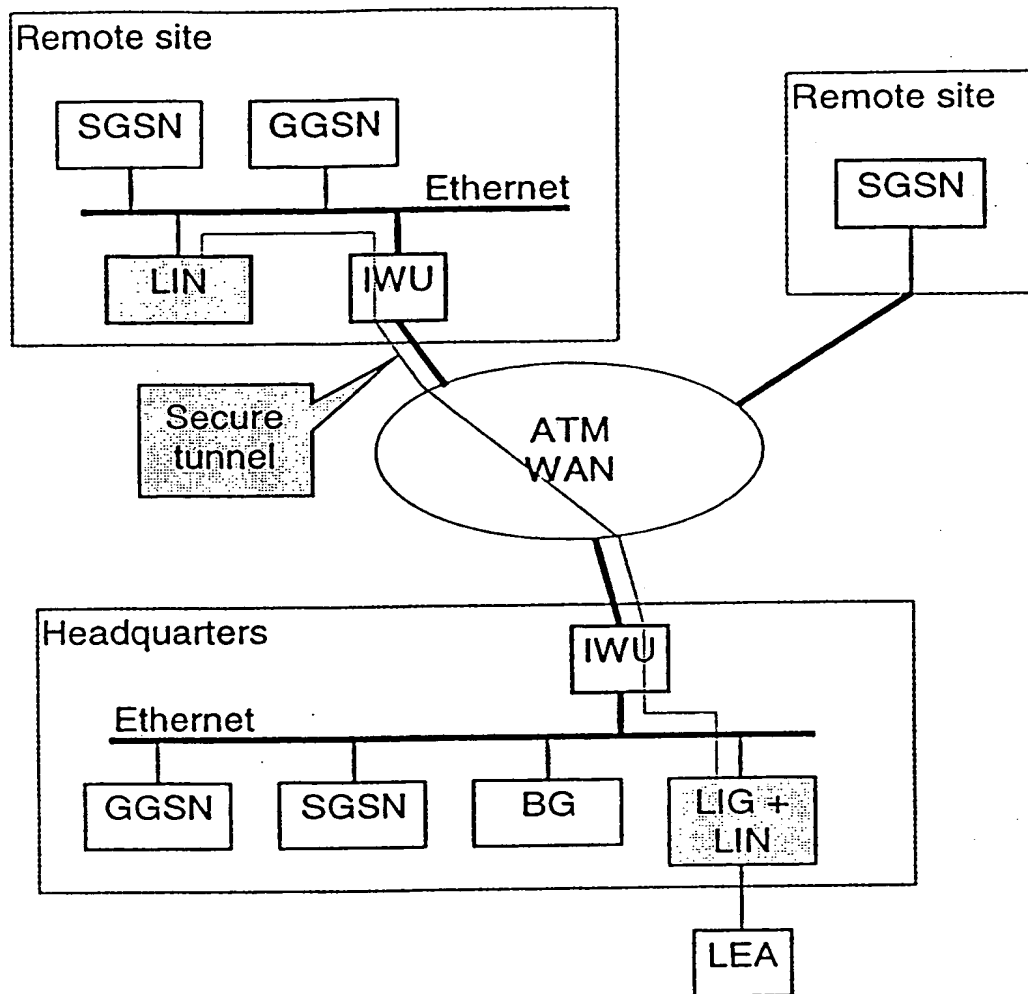 Remote site
SGSN
GGSN
Ethernet
LIN
IWU
Remote site
SGSN
Secure
tunnel
ATM
WAN
Headquarters
IWU
Ethernet
GGSN
SGSN
BG
LIG +
LIN
LEA